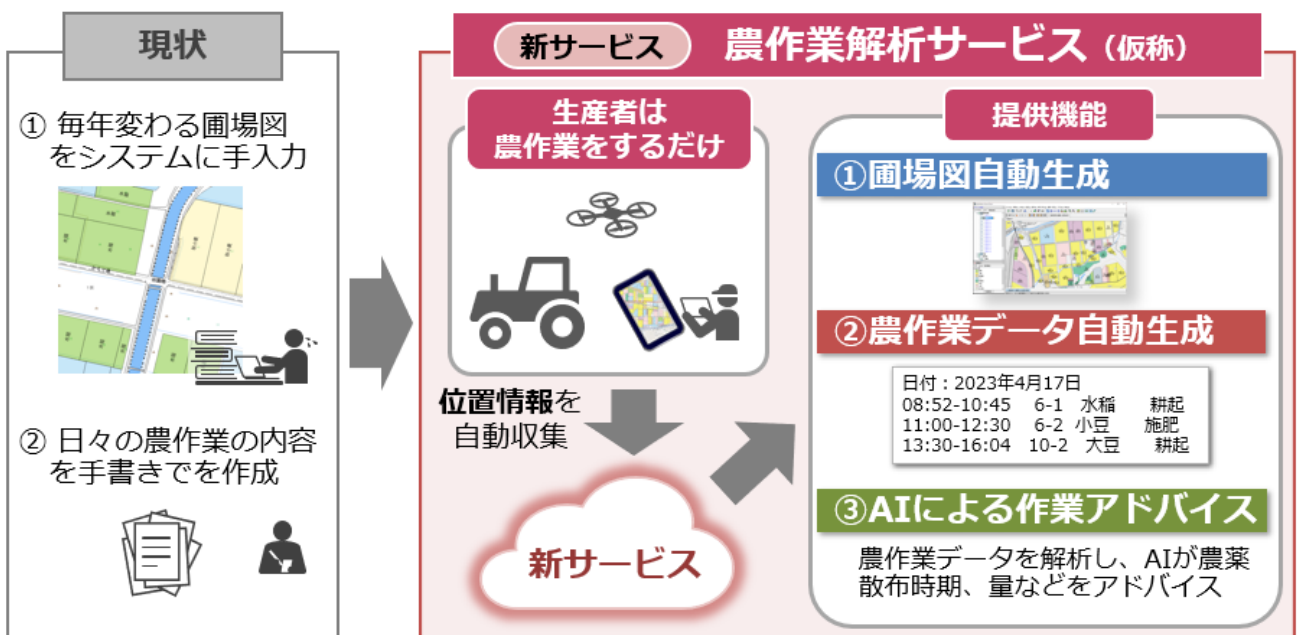 現状
① 毎年変わる圃場図
をシステムに手入力
② 日々の農作業の内容
を手書きでを作成
新サービス 農作業解析サービス（仮称）
生産者は
農作業をするだけ
位置情報を
自動収集
新サービス
提供機能
①圃場図自動生成
②農作業データ自動生成
日付：2023年4月17日
08:52-10:45 6-1 水稲 耕起
11:00-12:30 6-2 小豆 施肥
13:30-16:04 10-2 大豆 耕起
③AIによる作業アドバイス
農作業データを解析し、AIが農薬
散布時期、量などをアドバイス